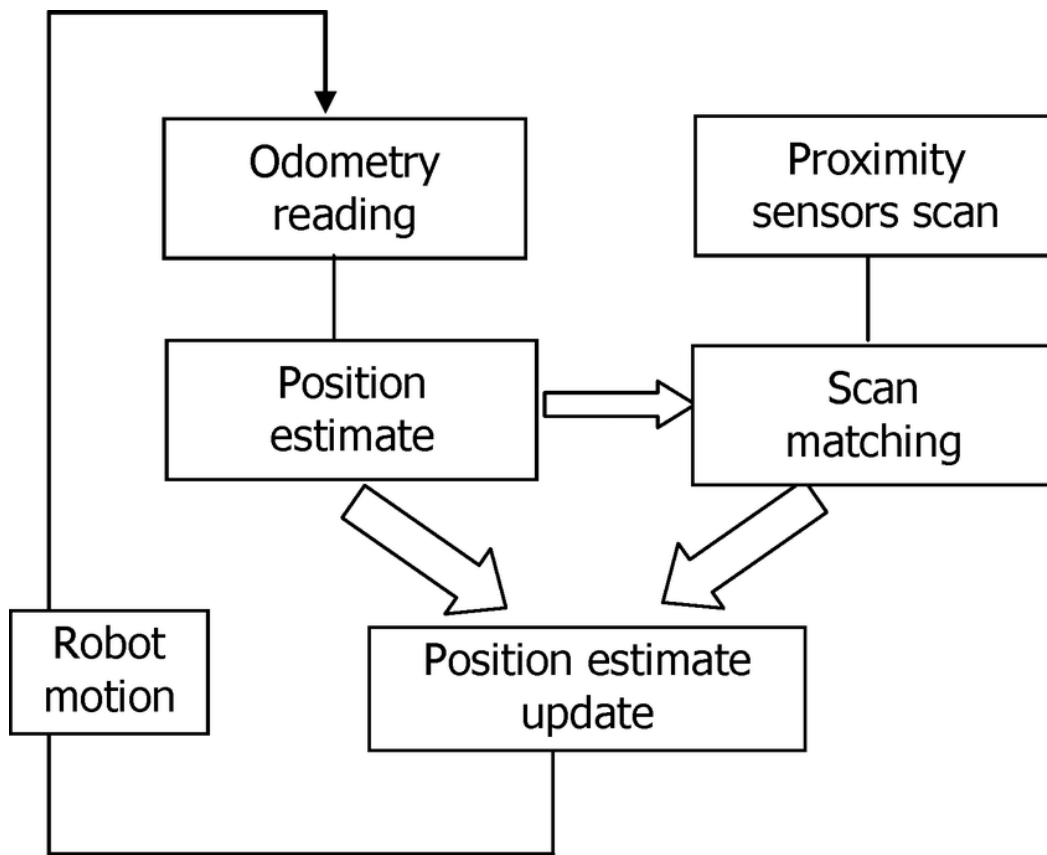 Odometry
reading
Proximity
sensors scan
Position
estimate
Scan
matching
Robot
motion
Position estimate
update